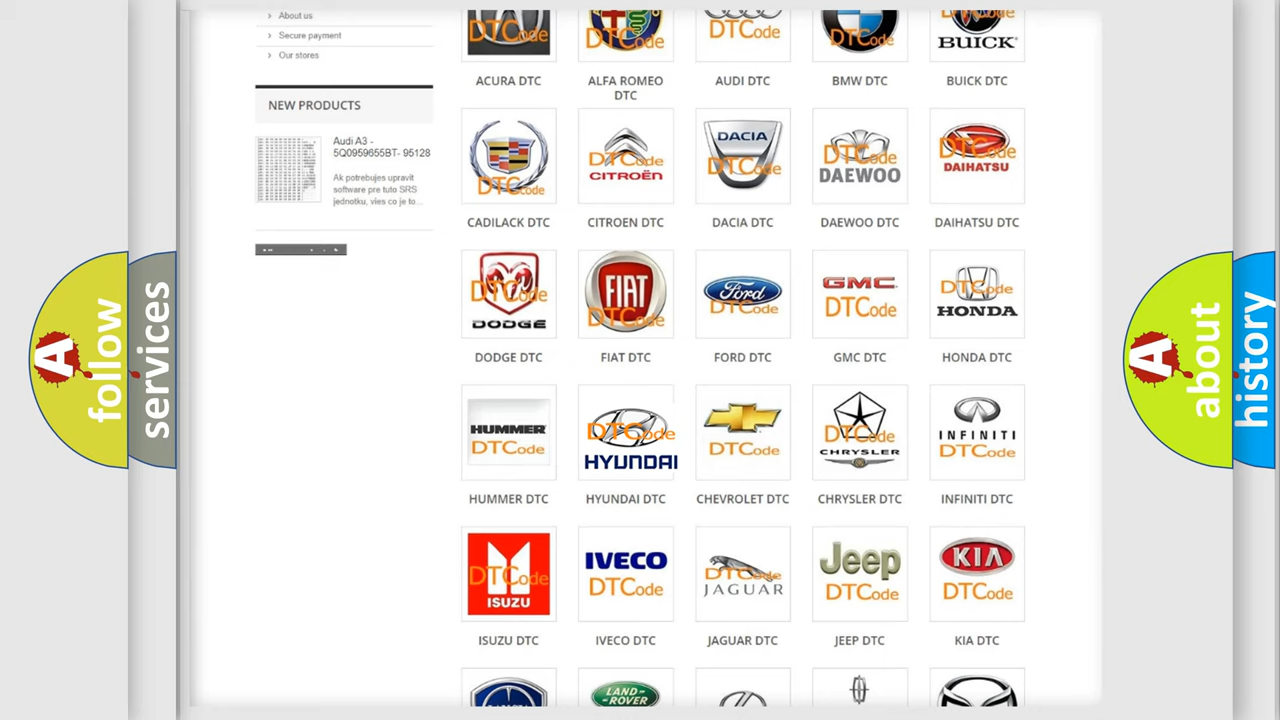 About us
Secure payment
Our stores
NEW PRODUCTS
Audi A3 -
5Q0959655BT- 95128
Ak potrebujes upravit
software pre tuto SRS
jednotku, vies co je to...
DTCode DTCode DTCode DTCode BUICK
ACURA DTC ALFA ROMEO DTC AUDI DTC BMW DTC BUICK DTC
DTCode DTCode CITROËN DACIA DTCode DTCode DAEWOO DTCode DAIHATSU
CADILACK DTC CITROEN DTC DACIA DTC DAEWOO DTC DAIHATSU DTC
DTCode DODGE FIAT DTCode Ford DTCode GMC DTCode DTCode HONDA
DODGE DTC FIAT DTC FORD DTC GMC DTC HONDA DTC
HUMMER DTCode DTCode HYUNDAI DTCode DTCode CHRYSLER INFINITI DTCode
HUMMER DTC HYUNDAI DTC CHEVROLET DTC CHRYSLER DTC INFINITI DTC
DTCode ISUZU IVECO DTCode DTCode JAGUAR Jeep DTCode KIA DTCode
ISUZU DTC IVECO DTC JAGUAR DTC JEEP DTC KIA DTC
LAND-ROVER
A follow
services
A about
history